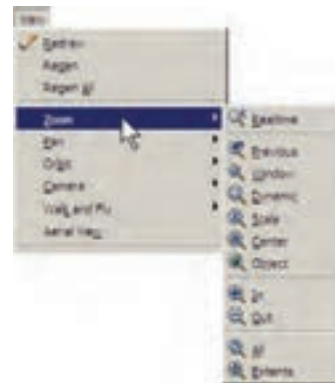 View
Redraw
Regen
Regen All
Zoom
Pan
Orbit
Camera
Walk and Fly
Aerial View
Realtime
Previous
Window
Dynamic
Scale
Center
Object
In
Out
All
Extents